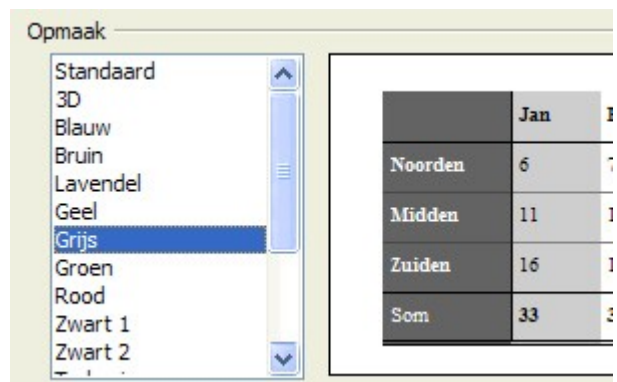 Opmaak
Standaard
3D
Blauw
Bruin
Lavendel
Geel
Grijs
Groen
Rood
Zwart 1
Zwart 2
Jan
Noorden 6
Midden 11
Zuiden 16
Som 33